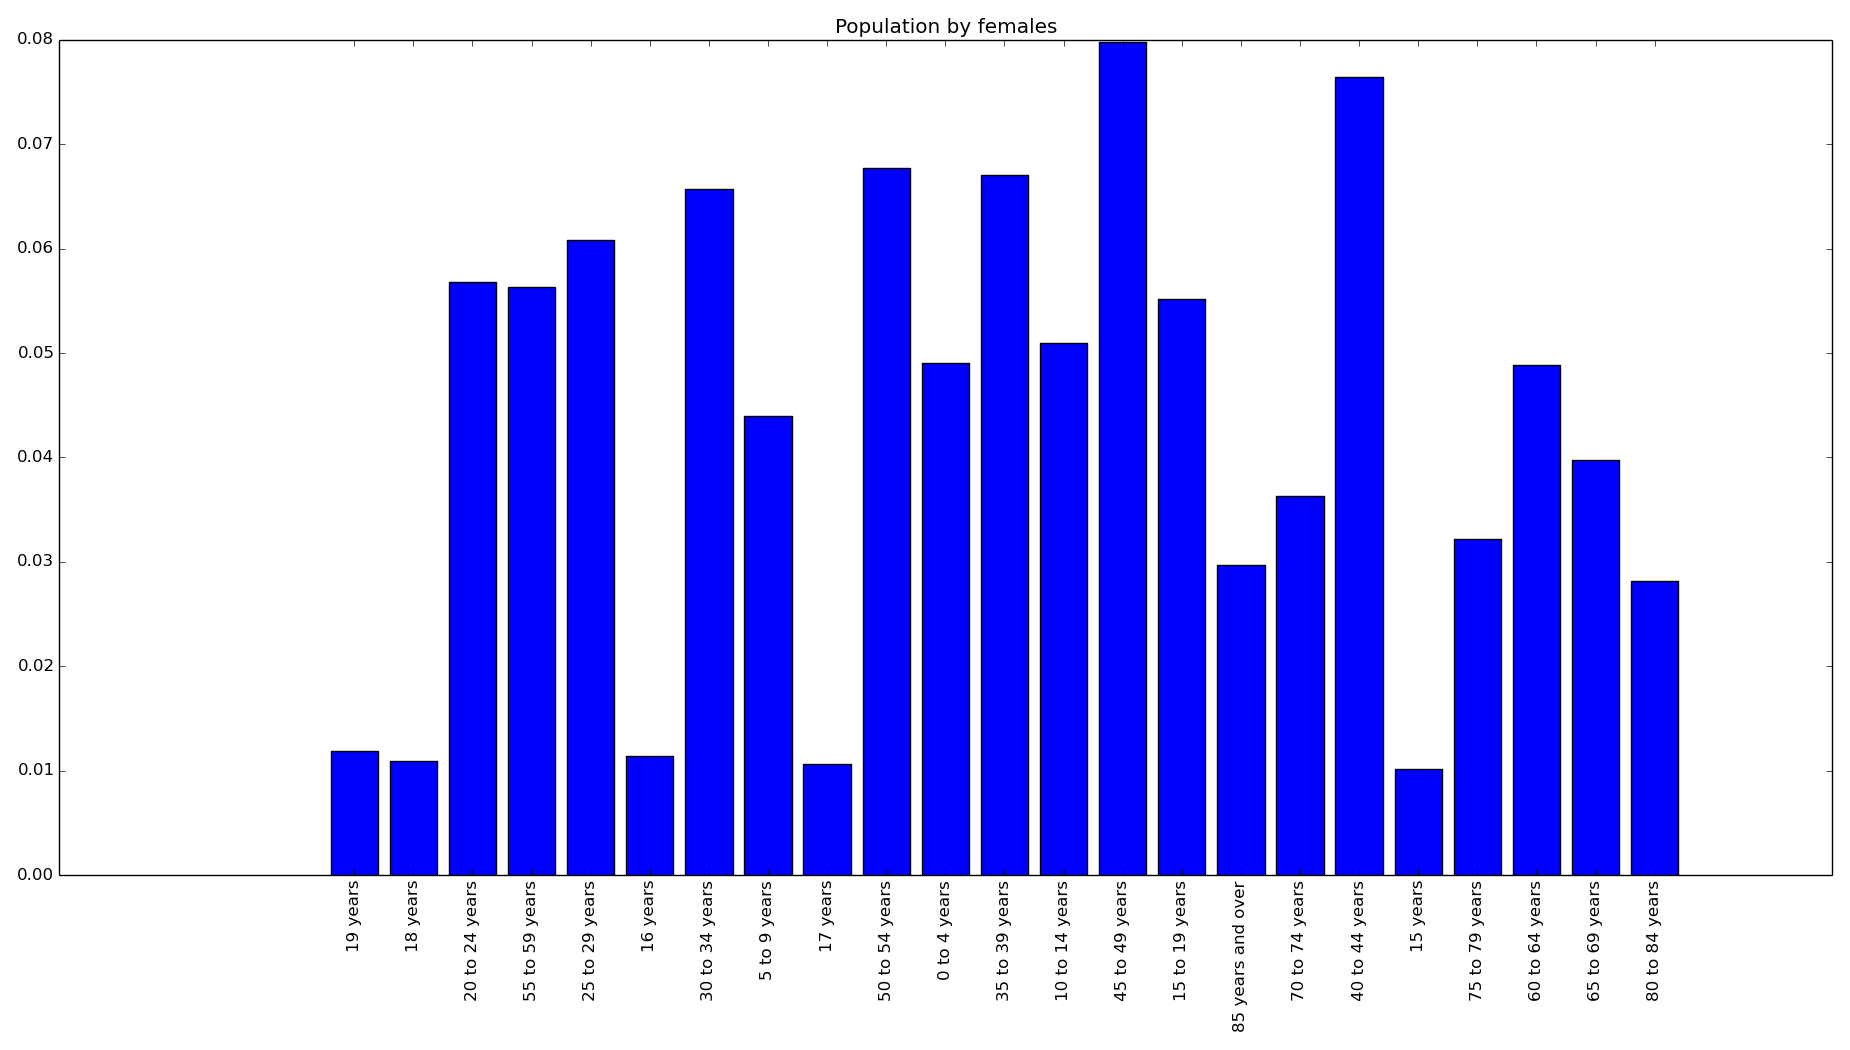 Population by females
0.08
0.07
0.06
0.05
0.04
0.03
0.02
0.01
0.00
19 years
18 years
20 to 24 years
55 to 59 years
25 to 29 years
16 years
30 to 34 years
5 to 9 years
17 years
50 to 54 years
0 to 4 years
35 to 39 years
10 to 14 years
45 to 49 years
15 to 19 years
85 years and over
70 to 74 years
40 to 44 years
15 years
75 to 79 years
60 to 64 years
65 to 69 years
80 to 84 years